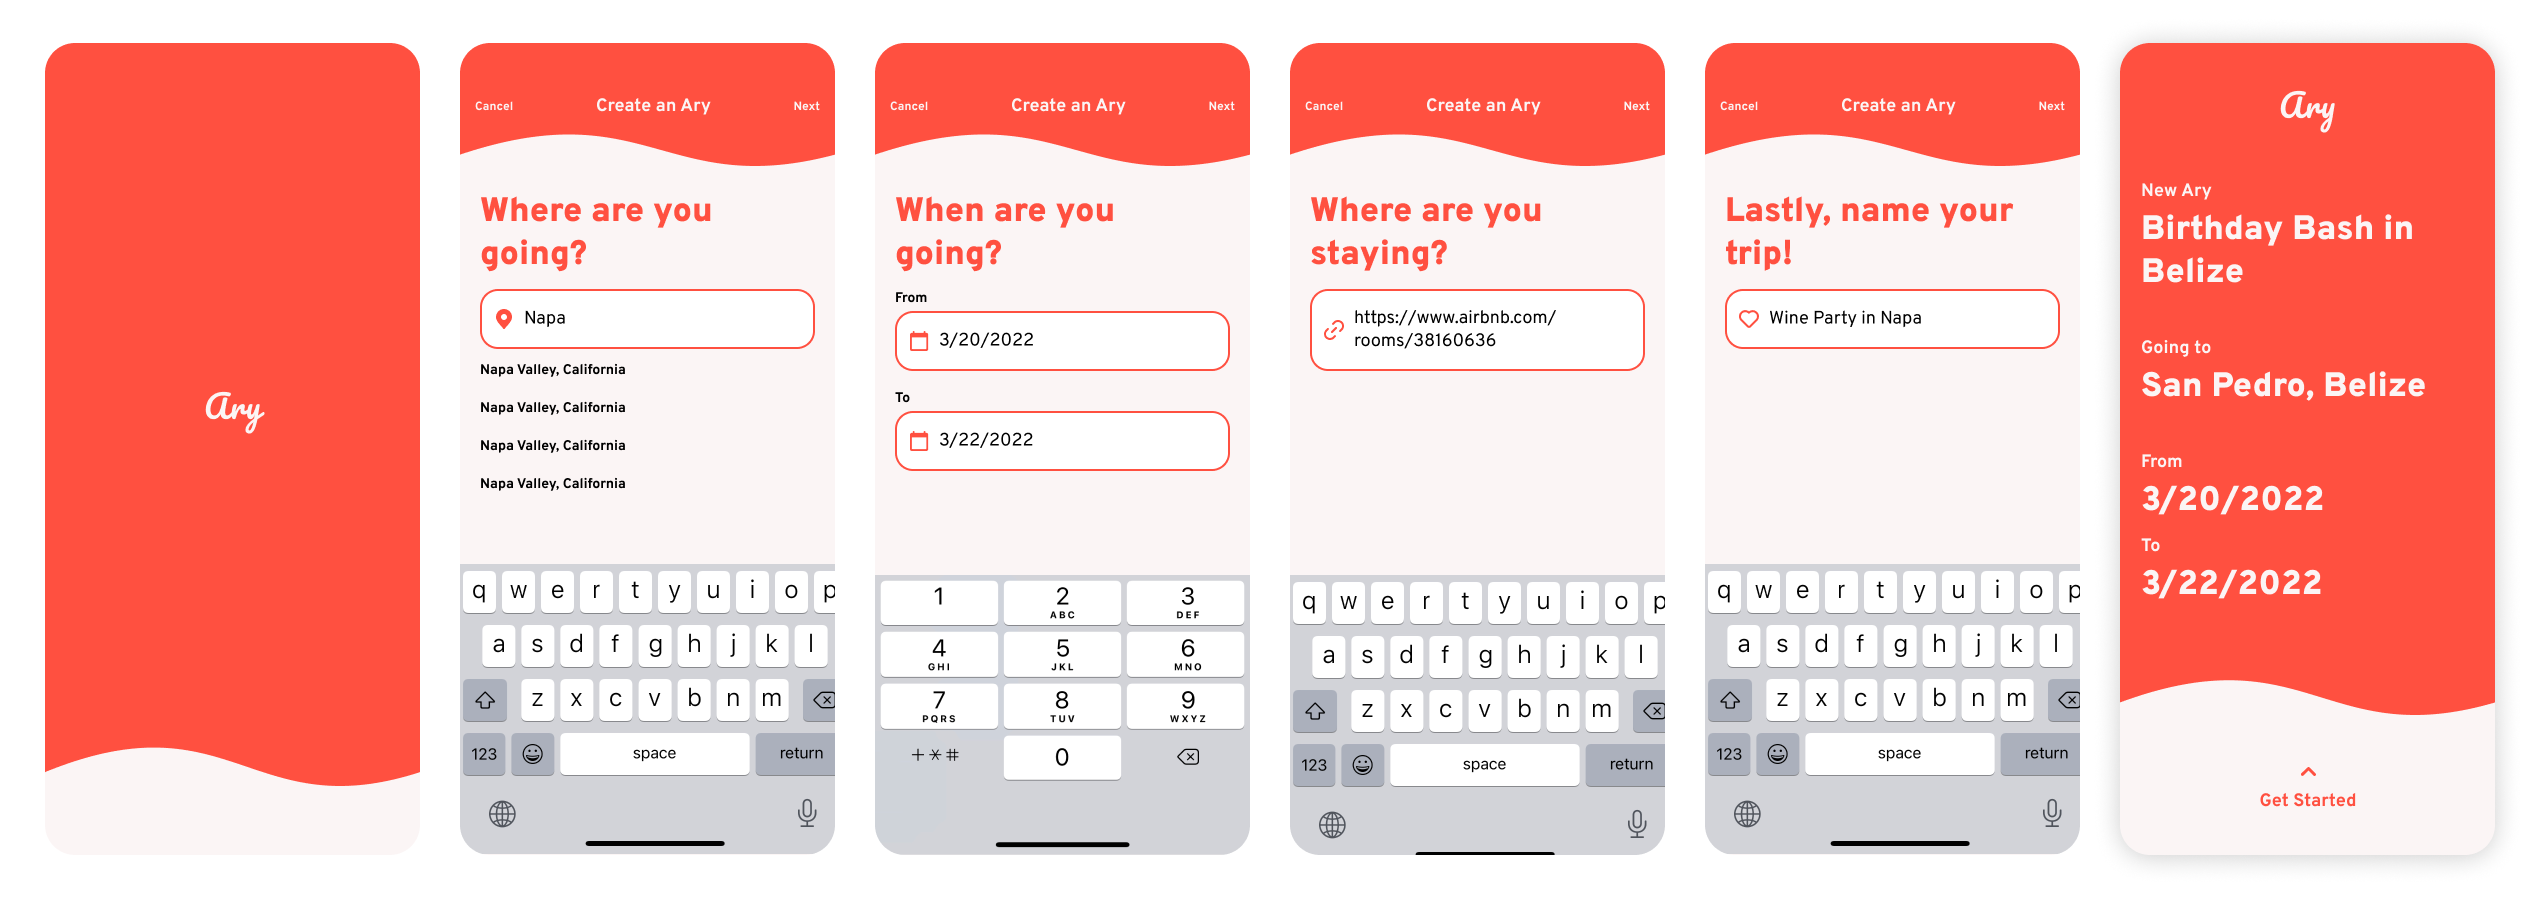 Ary
Cancel
Create an Ary
Next
Where are you
going?
Napa
Napa Valley, California
Napa Valley, California
Napa Valley, California
Napa Valley, California
q w e r t y u i o p
a s d f g h j k l
z x c v b n m
123 space return
Cancel
Create an Ary
Next
When are you
going?
From
3/20/2022
To
3/22/2022
1 2 3
ABC DEF
4 5 6
GHI JKL MNO
7 8 9
PQRS TUV WXYZ
+*# 0
Cancel
Create an Ary
Next
Where are you
staying?
https://www.airbnb.com/
rooms/38160636
q w e r t y u i o p
a s d f g h j k l
z x c v b n m
123 space return
Cancel
Create an Ary
Next
Lastly, name your
trip!
Wine Party in Napa
q w e r t y u i o p
a s d f g h j k l
z x c v b n m
123 space return
Ary
New Ary
Birthday Bash in
Belize
Going to
San Pedro, Belize
From
3/20/2022
To
3/22/2022
Get Started